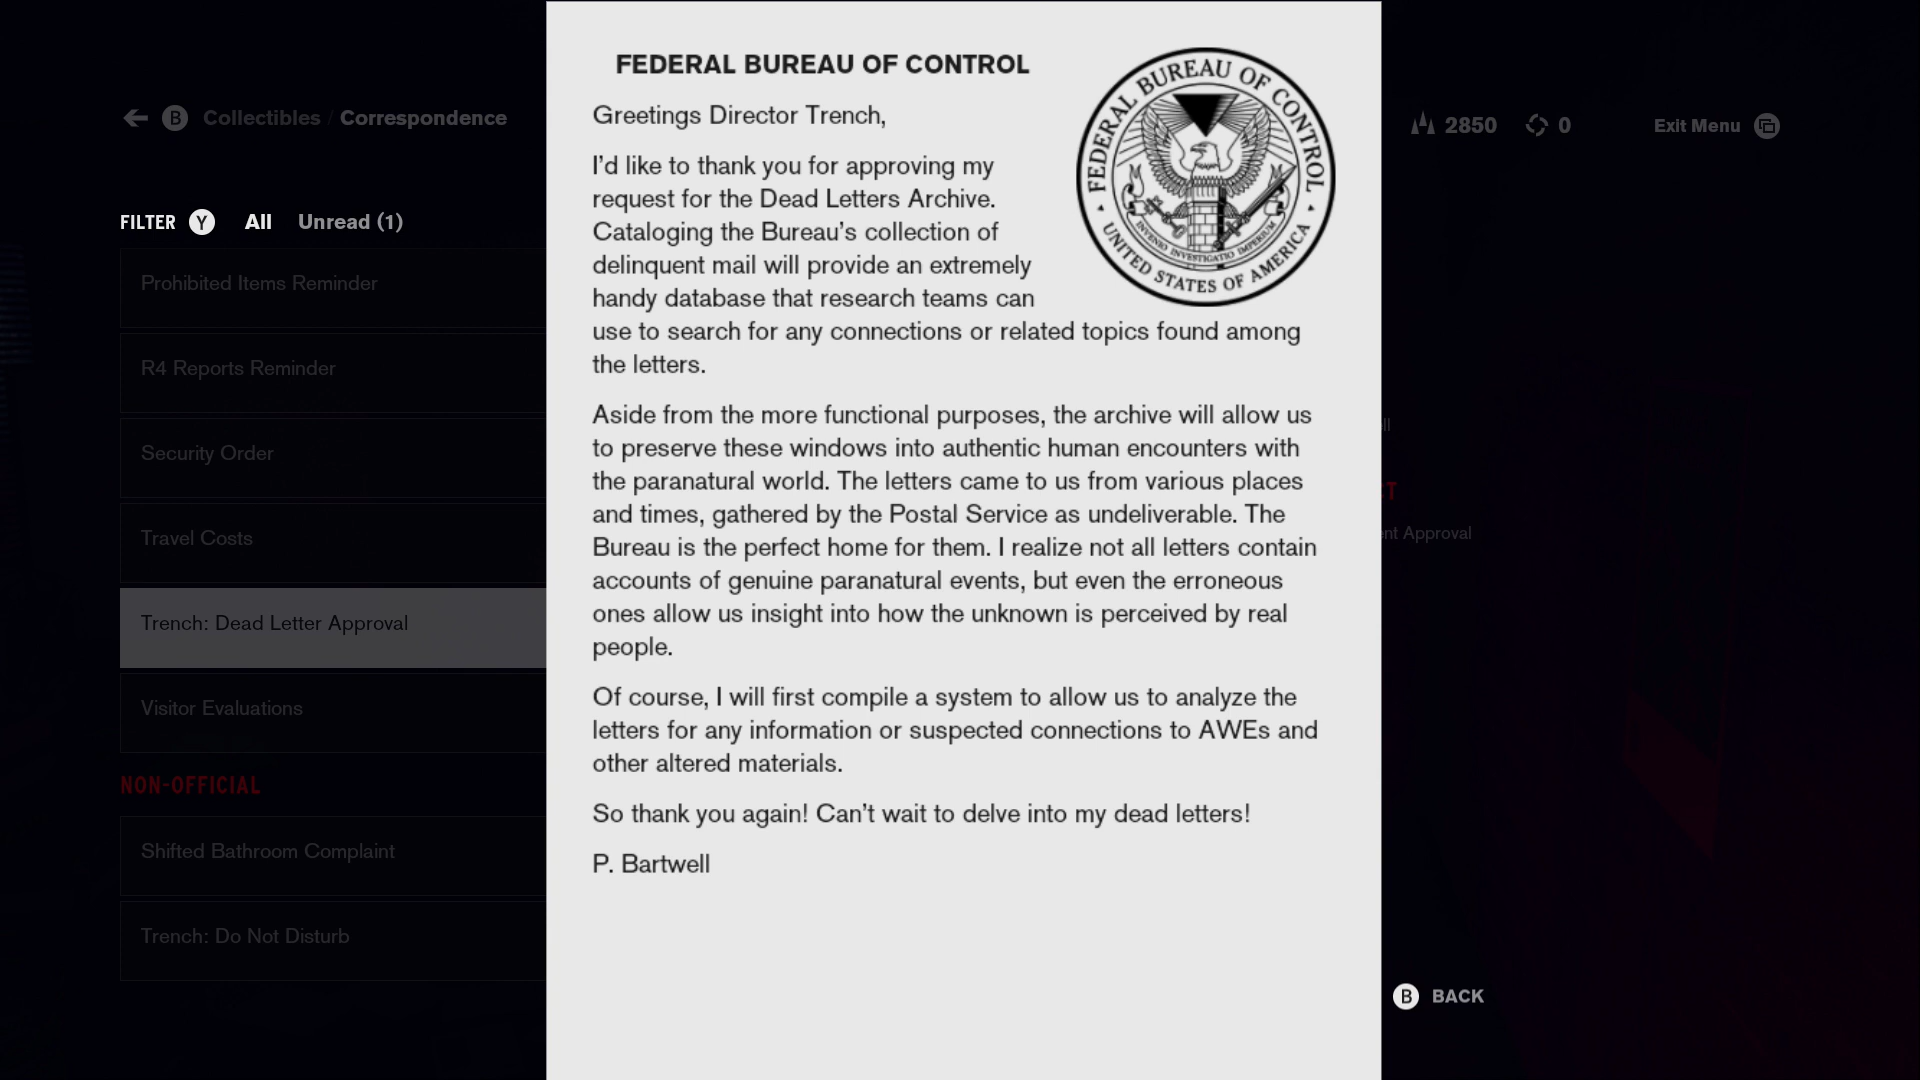 Collectibles / Correspondence
B
2850
0
Exit Menu
FILTER Y All Unread (1)
Prohibited Items Reminder
R4 Reports Reminder
Security Order
Travel Costs
Trench: Dead Letter Approval
Visitor Evaluations
NON-OFFICIAL
Shifted Bathroom Complaint
Trench: Do Not Disturb
FEDERAL BUREAU OF CONTROL
FEDERAL BUREAU OF CONTROL
UNITED STATES OF AMERICA
INVENIO INVESTIGATIO IMPERIUM
Greetings Director Trench,
I'd like to thank you for approving my
request for the Dead Letters Archive.
Cataloging the Bureau's collection of
delinquent mail will provide an extremely
handy database that research teams can
use to search for any connections or related topics found among
the letters.
Aside from the more functional purposes, the archive will allow us
to preserve these windows into authentic human encounters with
the paranatural world. The letters came to us from various places
and times, gathered by the Postal Service as undeliverable. The
Bureau is the perfect home for them. I realize not all letters contain
accounts of genuine paranatural events, but even the erroneous
ones allow us insight into how the unknown is perceived by real
people.
Of course, I will first compile a system to allow us to analyze the
letters for any information or suspected connections to AWEs and
other altered materials.
So thank you again! Can't wait to delve into my dead letters!
P. Bartwell
Approval
B BACK